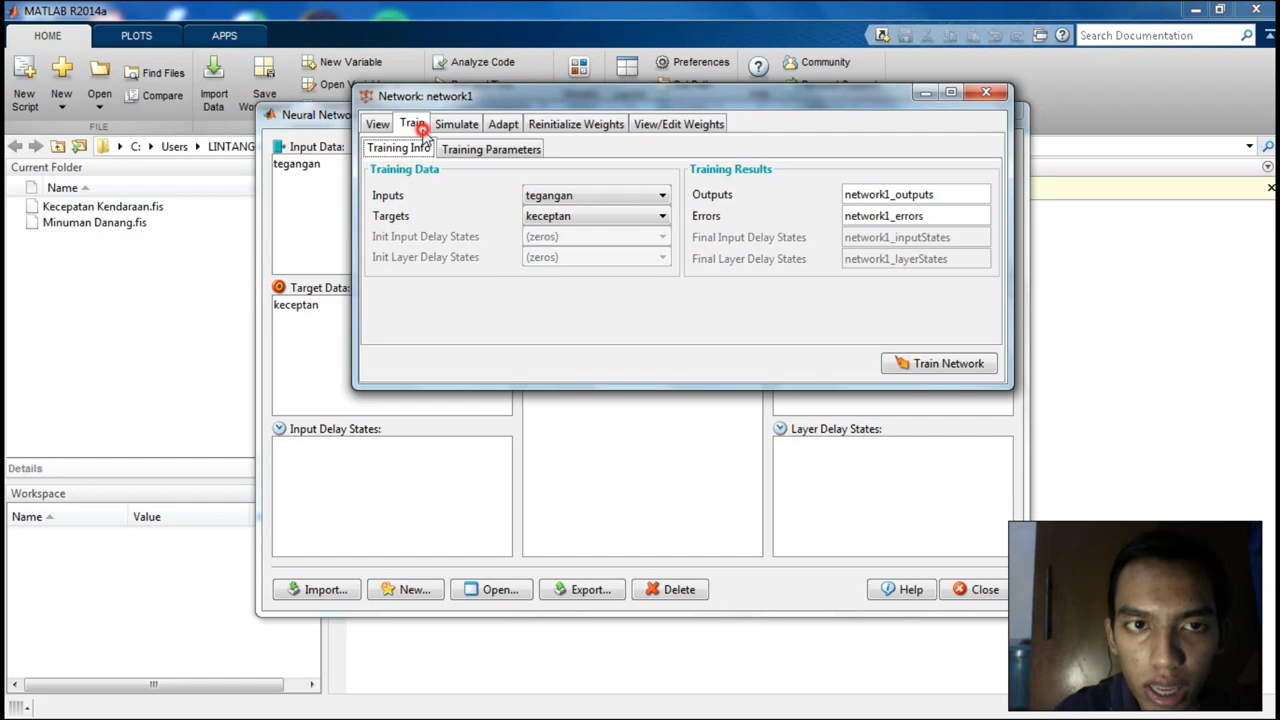 MATLAB R2014a
HOME
PLOTS
APPS
Search Documentation
New Script
New
Open
Find Files
Compare
Import Data
Save
New Variable
Analyze Code
Preferences
Community
FILE
C:
Users
LINTANG
Current Folder
Name
Kecepatan Kendaraan.fis
Minuman Danang.fis
Details
Workspace
Name
Value
Input Data:
tegangan
Target Data:
keceptan
Input Delay States:
Layer Delay States:
Import...
New...
Open...
Export...
Delete
Help
Close
Network: network1
View
Train
Simulate
Adapt
Reinitialize Weights
View/Edit Weights
Training Info
Training Parameters
Training Data
Training Results
Inputs
tegangan
Outputs
network1_outputs
Targets
keceptan
Errors
network1_errors
Init Input Delay States
(zeros)
Final Input Delay States
network1_inputStates
Init Layer Delay States
(zeros)
Final Layer Delay States
network1_layerStates
Train Network